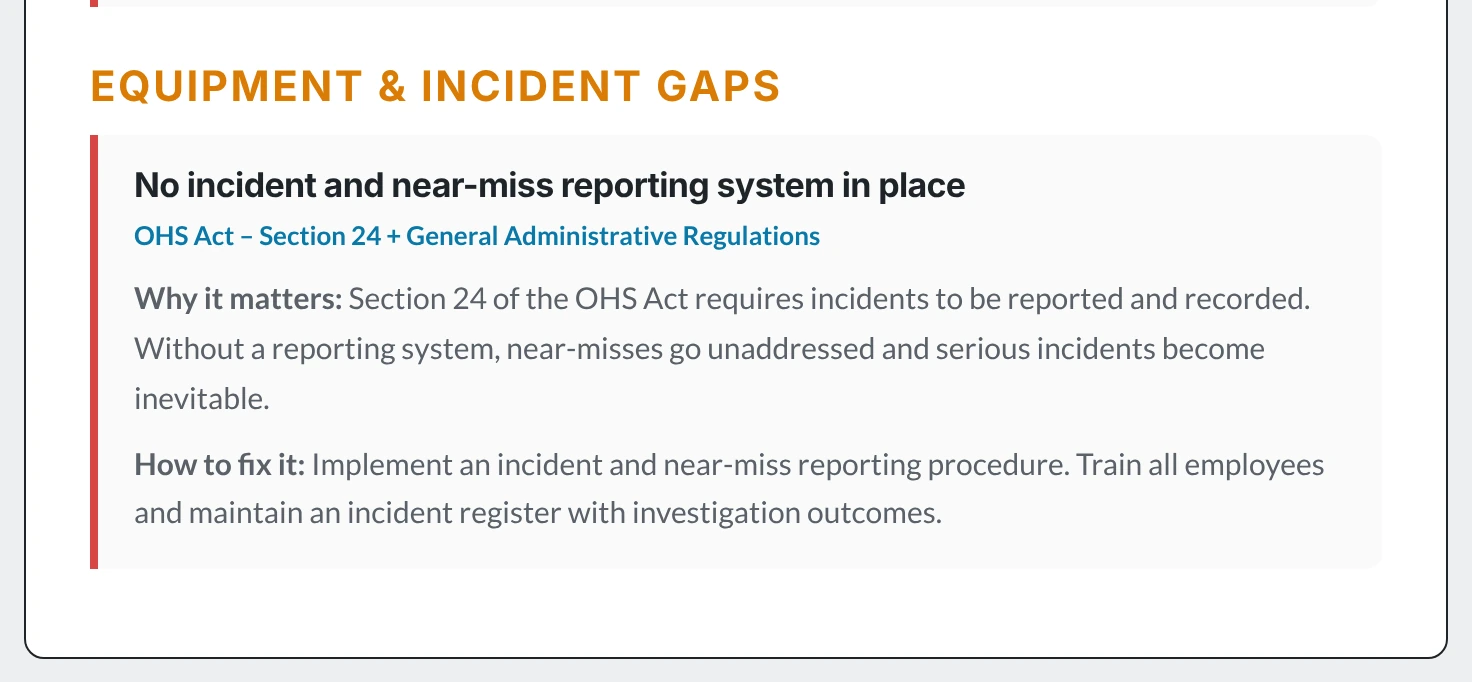 EQUIPMENT & INCIDENT GAPS
No incident and near-miss reporting system in place
OHS Act – Section 24 + General Administrative Regulations
Why it matters: Section 24 of the OHS Act requires incidents to be reported and recorded.
Without a reporting system, near-misses go unaddressed and serious incidents become
inevitable.
How to fix it: Implement an incident and near-miss reporting procedure. Train all employees
and maintain an incident register with investigation outcomes.